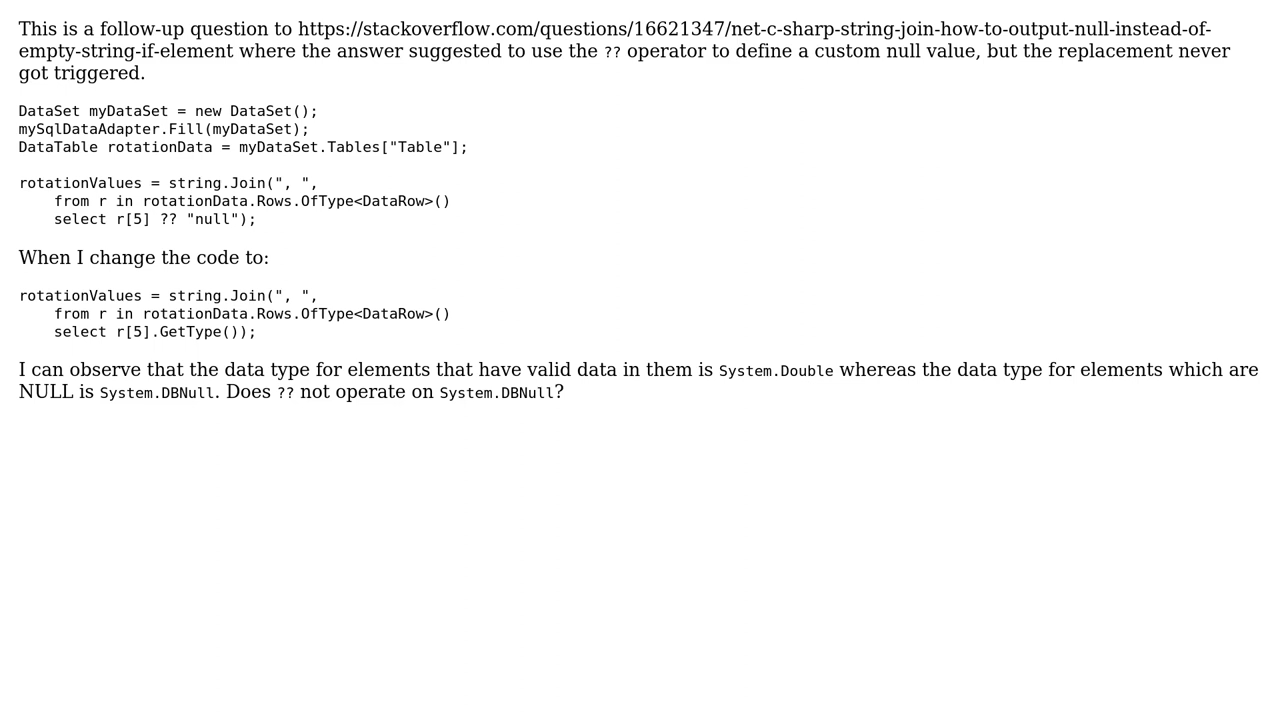 This is a follow-up question to https://stackoverflow.com/questions/16621347/net-c-sharp-string-join-how-to-output-null-instead-of-
empty-string-if-element where the answer suggested to use the ?? operator to define a custom null value, but the replacement never
got triggered.
DataSet myDataSet = new DataSet();
mySqlDataAdapter.Fill(myDataSet);
DataTable rotationData = myDataSet.Tables["Table"];
rotationValues = string.Join(", ",
    from r in rotationData.Rows.OfType<DataRow>()
    select r[5] ?? "null");
When I change the code to:
rotationValues = string.Join(", ",
    from r in rotationData.Rows.OfType<DataRow>()
    select r[5].GetType());
I can observe that the data type for elements that have valid data in them is System.Double whereas the data type for elements which are
NULL is System.DBNull. Does ?? not operate on System.DBNull?